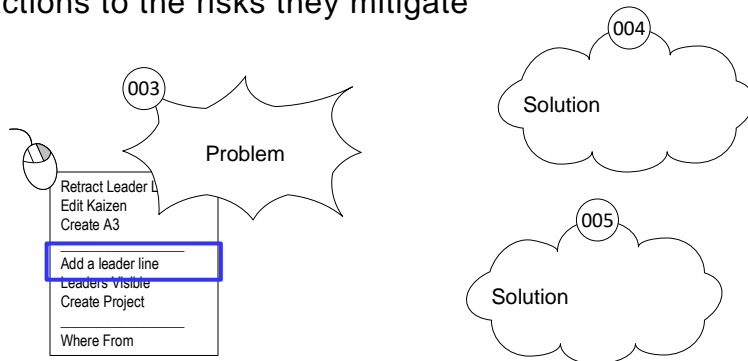 ctions to the risks they mitigate
004
003
Solution
Problem
Retract Leader L
Edit Kaizen
Create A3
005
Add a leader line
Leaders Visible
Create Project
Solution
Where From